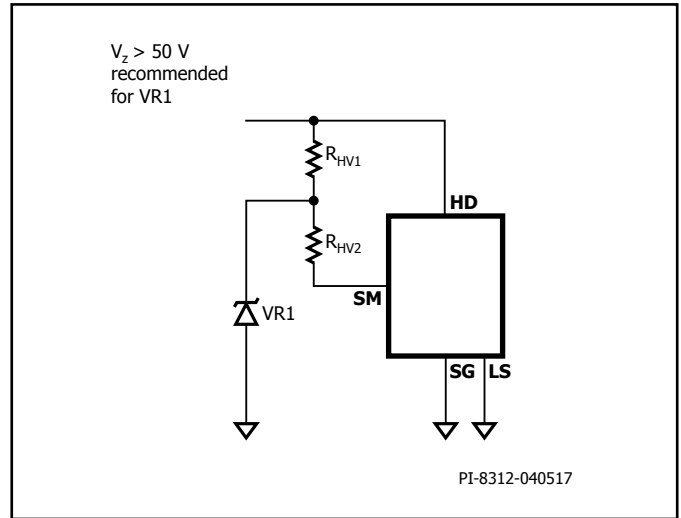 Vz > 50 V
recommended
for VR1
RHV1
HD
RHV2
SM
VR1
SG LS
PI-8312-040517